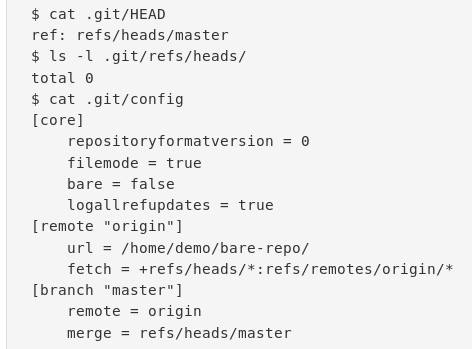 $ cat .git/HEAD
ref: refs/heads/master
$ ls -l .git/refs/heads/
total 0
$ cat .git/config
[core]
    repositoryformatversion = 0
    filemode = true
    bare = false
    logallrefupdates = true
[remote "origin"]
    url = /home/demo/bare-repo/
    fetch = +refs/heads/*:refs/remotes/origin/*
[branch "master"]
    remote = origin
    merge = refs/heads/master